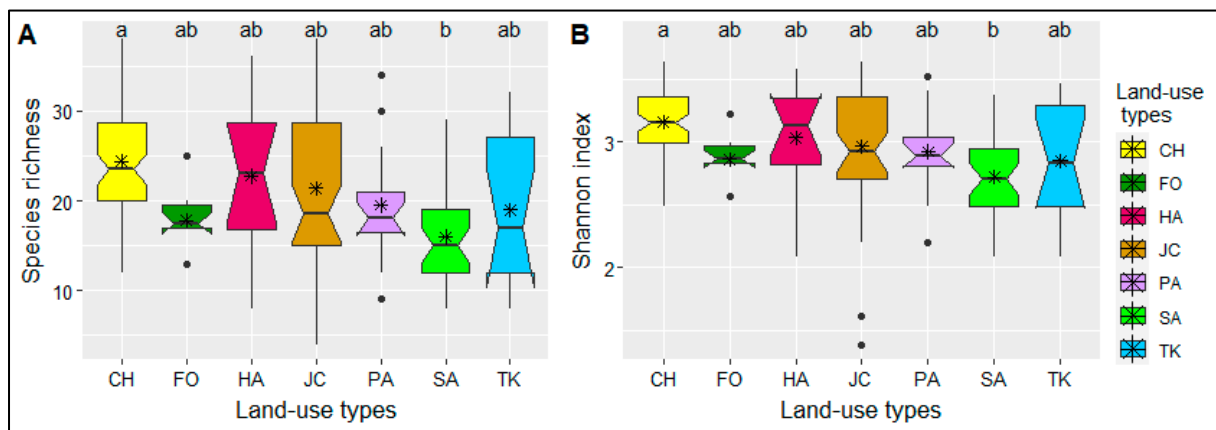 A
a ab ab ab ab b ab
Species richness
30
20
10
CH FO HA JC PA SA TK
Land-use types
B
a ab ab ab ab b ab
Shannon index
3
2
CH FO HA JC PA SA TK
Land-use types
Land-use
types
CH
FO
HA
JC
PA
SA
TK